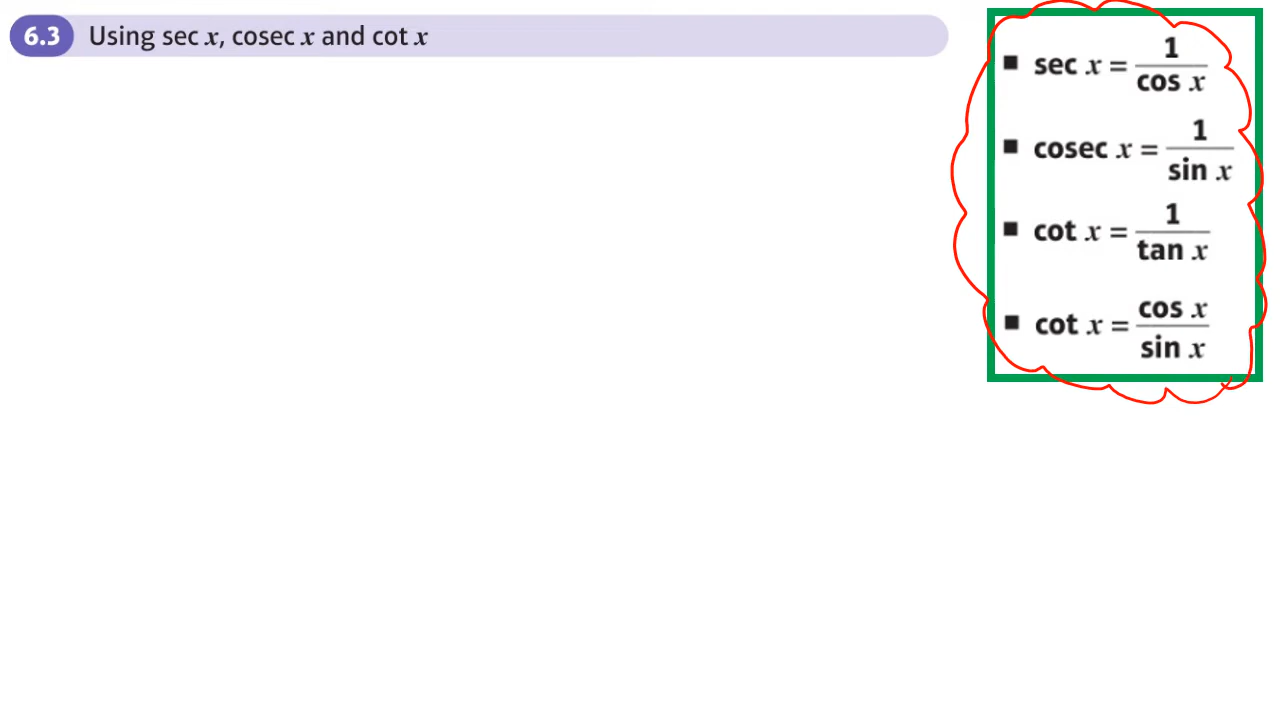 6.3 Using sec x, cosec x and cot x
■ sec x = 1/cos x
■ cosec x = 1/sin x
■ cot x = 1/tan x
■ cot x = cos x/sin x